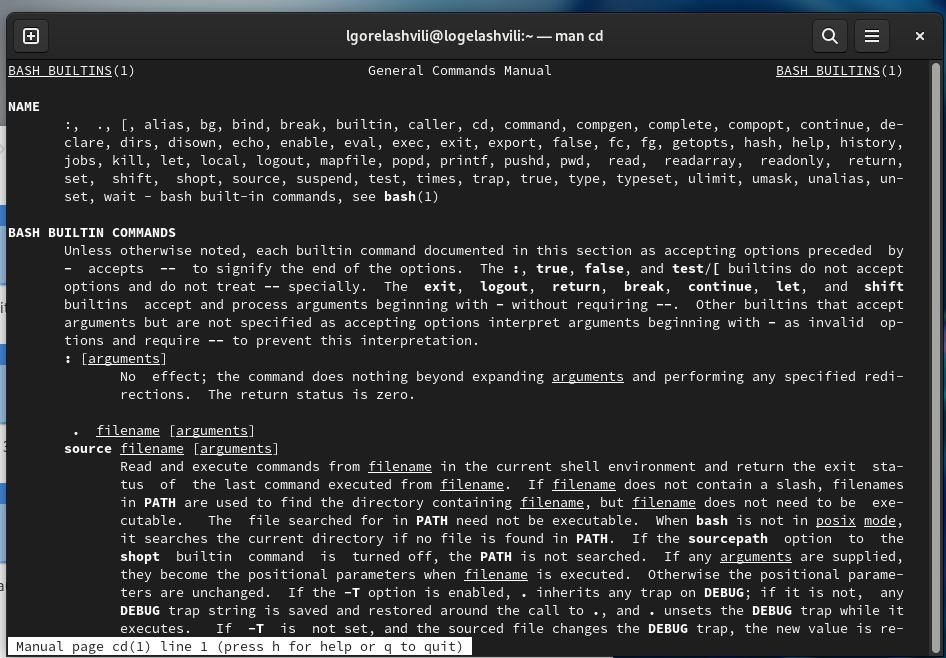 lgorelashvili@logelashvili:~ — man cd
BASH BUILTINS(1) General Commands Manual BASH BUILTINS(1)
NAME
:, ., [, alias, bg, bind, break, builtin, caller, cd, command, compgen, complete, compopt, continue, de-
clare, dirs, disown, echo, enable, eval, exec, exit, export, false, fc, fg, getopts, hash, help, history,
jobs, kill, let, local, logout, mapfile, popd, printf, pushd, pwd, read, readarray, readonly, return,
set, shift, shopt, source, suspend, test, times, trap, true, type, typeset, ulimit, umask, unalias, un-
set, wait - bash built-in commands, see bash(1)
BASH BUILTIN COMMANDS
Unless otherwise noted, each builtin command documented in this section as accepting options preceded by
- accepts -- to signify the end of the options. The :, true, false, and test/[ builtins do not accept
options and do not treat -- specially. The exit, logout, return, break, continue, let, and shift
builtins accept and process arguments beginning with - without requiring --. Other builtins that accept
arguments but are not specified as accepting options interpret arguments beginning with - as invalid op-
tions and require -- to prevent this interpretation.
: [arguments]
No effect; the command does nothing beyond expanding arguments and performing any specified redi-
rections. The return status is zero.
. filename [arguments]
source filename [arguments]
Read and execute commands from filename in the current shell environment and return the exit sta-
tus of the last command executed from filename. If filename does not contain a slash, filenames
in PATH are used to find the directory containing filename, but filename does not need to be exe-
cutable. The file searched for in PATH need not be executable. When bash is not in posix mode,
it searches the current directory if no file is found in PATH. If the sourcepath option to the
shopt builtin command is turned off, the PATH is not searched. If any arguments are supplied,
they become the positional parameters when filename is executed. Otherwise the positional parame-
ters are unchanged. If the -T option is enabled, . inherits any trap on DEBUG; if it is not, any
DEBUG trap string is saved and restored around the call to ., and . unsets the DEBUG trap while it
executes. If -T is not set, and the sourced file changes the DEBUG trap, the new value is re-
Manual page cd(1) line 1 (press h for help or q to quit)